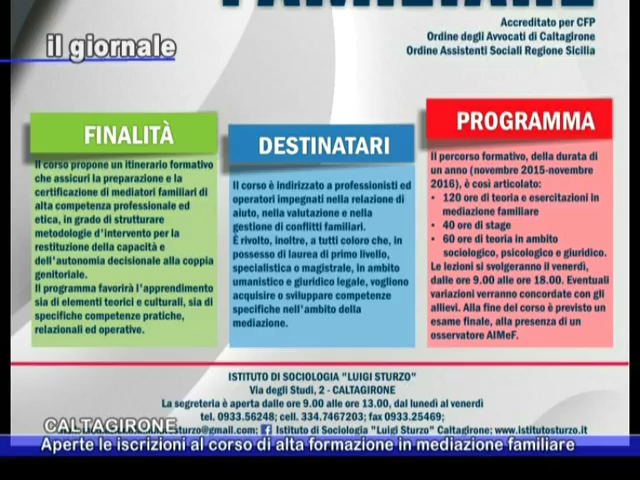 FAMILIARE
Accreditato per CFP
Ordine degli Avvocati di Caltagirone
Ordine Assistenti Sociali Regione Sicilia
il giornale
FINALITÀ
Il corso propone un itinerario formativo
che assicuri la preparazione e la
certificazione di mediatori familiari di
alta competenza professionale ed
etica, in grado di strutturare
metodologie d'intervento per la
restituzione della capacità e
dell'autonomia decisionale alla coppia
genitoriale.
Il programma favorirà l'apprendimento
sia di elementi teorici e culturali, sia di
specifiche competenze pratiche,
relazionali ed operative.
DESTINATARI
Il corso è indirizzato a professionisti ed
operatori impegnati nella relazione di
aiuto, nella valutazione e nella
gestione di conflitti familiari.
É rivolto, inoltre, a tutti coloro che, in
possesso di laurea di primo livello,
specialistica o magistrale, in ambito
umanistico e giuridico legale, vogliono
acquisire o sviluppare competenze
specifiche nell'ambito della
mediazione.
PROGRAMMA
Il percorso formativo, della durata di
un anno (novembre 2015-novembre
2016), è così articolato:
• 120 ore di teoria e esercitazioni in
mediazione familiare
• 40 ore di stage
• 60 ore di teoria in ambito
sociologico, psicologico e giuridico.
Le lezioni si svolgeranno il venerdì,
dalle ore 9.00 alle ore 18.00. Eventuali
variazioni verranno concordate con gli
allievi. Alla fine del corso è previsto un
esame finale, alla presenza di un
osservatore AIMeF.
ISTITUTO DI SOCIOLOGIA "LUIGI STURZO"
Via degli Studi, 2 - CALTAGIRONE
La segreteria è aperta dalle ore 9.00 alle ore 13.00, dal lunedì al venerdì
tel. 0933.56248; cell. 334.7467203; fax 0933.25469;
sturzo@gmail.com; Istituto di Sociologia "Luigi Sturzo" Caltagirone; www.istitutosturzo.it
CALTAGIRONE
Aperte le iscrizioni al corso di alta formazione in mediazione familiare